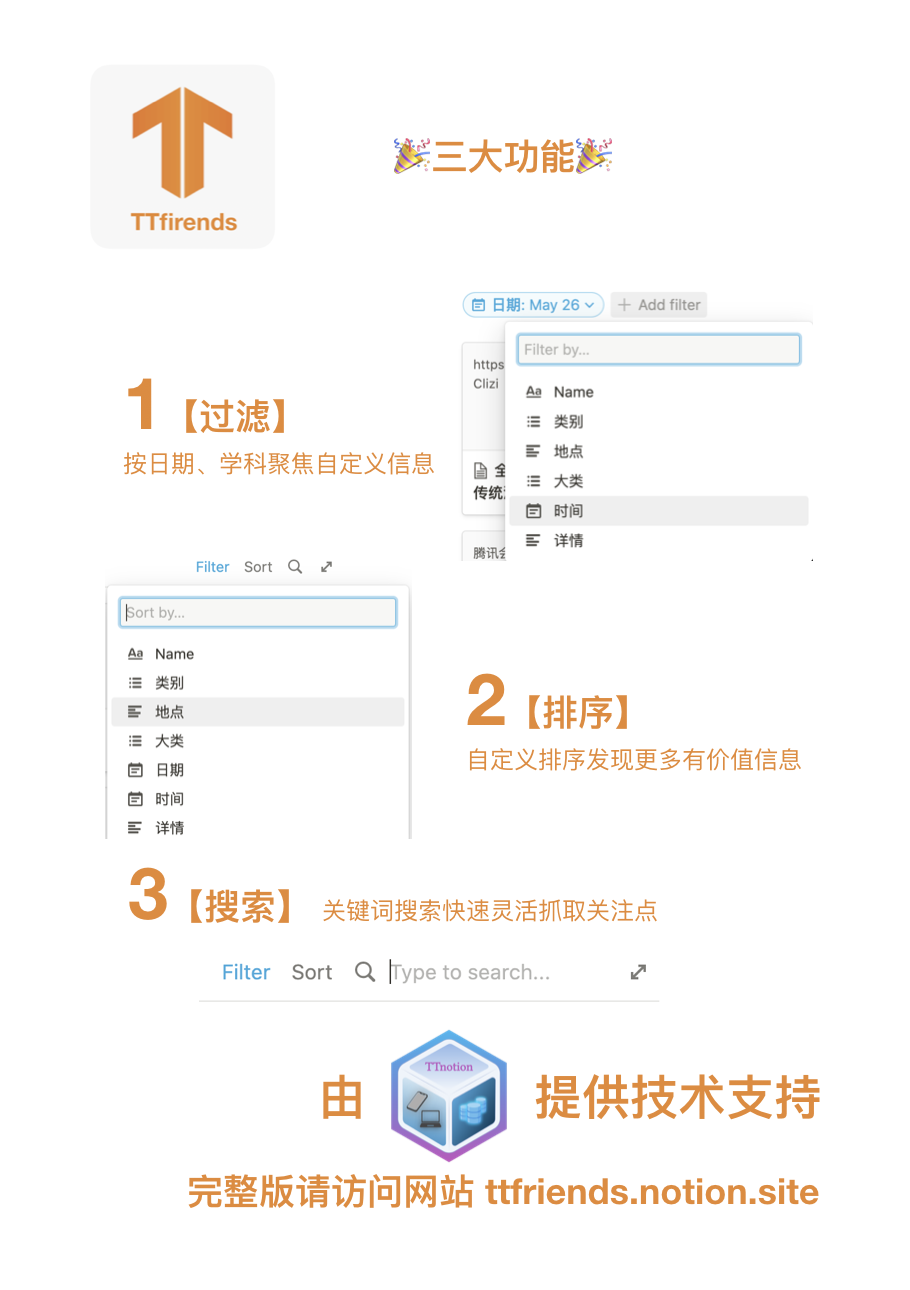 TTfirends
🎉三大功能🎉
日期: May 26
Add filter
Filter by...
https
Clizi
Aa Name
类别
地点
大类
时间
详情
全
传统
腾讯会
1【过滤】
按日期、学科聚焦自定义信息
Filter Sort
Sort by...
Aa Name
类别
地点
大类
日期
时间
详情
2【排序】
自定义排序发现更多有价值信息
3【搜索】 关键词搜索快速灵活抓取关注点
Filter Sort Type to search...
由 TTnotion 提供技术支持
完整版请访问网站 ttfriends.notion.site